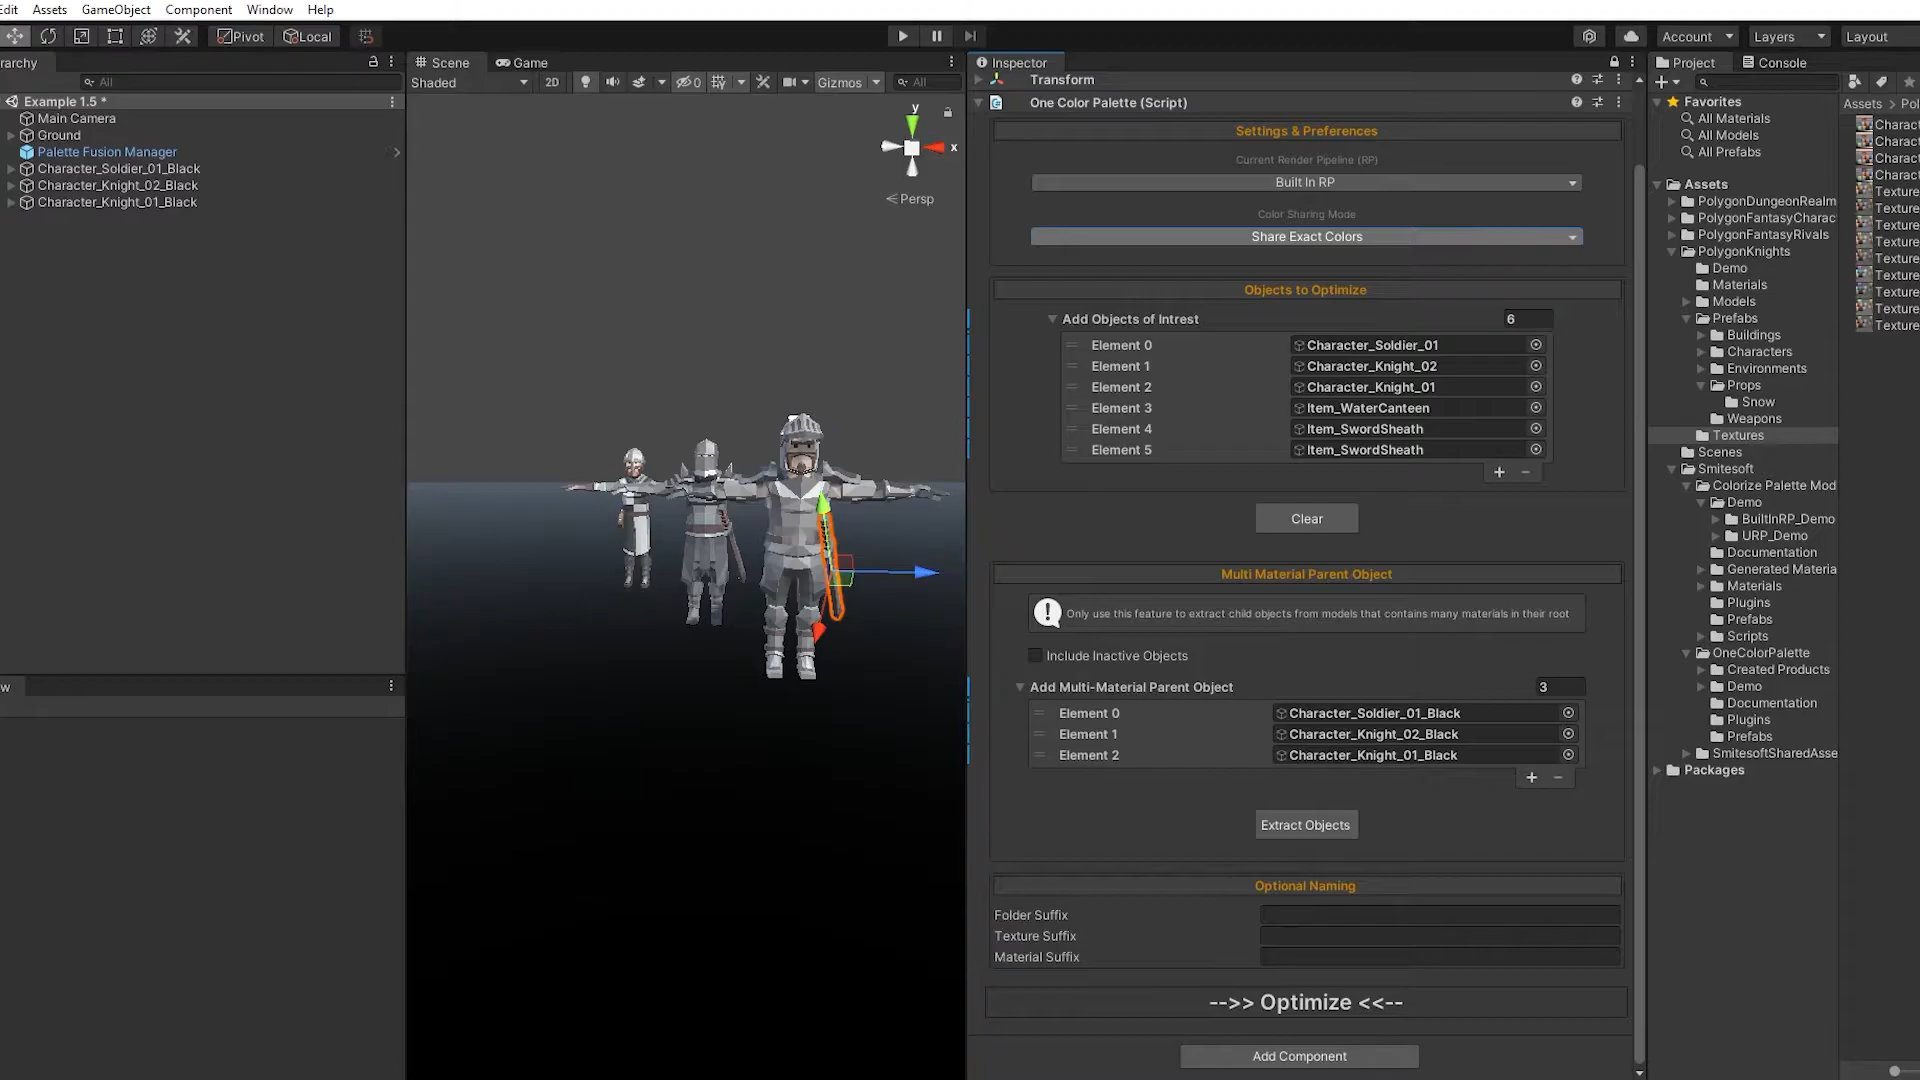 Edit Assets GameObject Component Window Help
Pivot Local Account Layers Layout
rarchy Scene Game Inspector Project Console
All Shaded 2D 0 Gizmos All
Example 1.5 *
Main Camera
Ground
Palette Fusion Manager
Character_Soldier_01_Black
Character_Knight_02_Black
Character_Knight_01_Black
w
y
x
Persp
Transform
One Color Palette (Script)
Settings & Preferences
Current Render Pipeline (RP)
Built In RP
Color Sharing Mode
Share Exact Colors
Objects to Optimize
Add Objects of Intrest 6
Element 0 Character_Soldier_01
Element 1 Character_Knight_02
Element 2 Character_Knight_01
Element 3 Item_WaterCanteen
Element 4 Item_SwordSheath
Element 5 Item_SwordSheath
+ -
Clear
Multi Material Parent Object
Only use this feature to extract child objects from models that contains many materials in their root
Include Inactive Objects
Add Multi-Material Parent Object 3
Element 0 Character_Soldier_01_Black
Element 1 Character_Knight_02_Black
Element 2 Character_Knight_01_Black
+ -
Extract Objects
Optional Naming
Folder Suffix
Texture Suffix
Material Suffix
-->> Optimize <<--
Add Component
Favorites
All Materials
All Models
All Prefabs
Assets
PolygonDungeonRealm
PolygonFantasyCharac
PolygonFantasyRivals
PolygonKnights
Demo
Materials
Models
Prefabs
Buildings
Characters
Environments
Props
Snow
Weapons
Textures
Scenes
Smitesoft
Colorize Palette Mod
Demo
BuiltInRP_Demo
URP_Demo
Documentation
Generated Materia
Materials
Plugins
Prefabs
Scripts
OneColorPalette
Created Products
Demo
Documentation
Plugins
Prefabs
SmitesoftSharedAsse
Packages
Assets > Pol
Charact
Charact
Charact
Charact
Texture
Texture
Texture
Texture
Texture
Texture
Texture
Texture
Texture